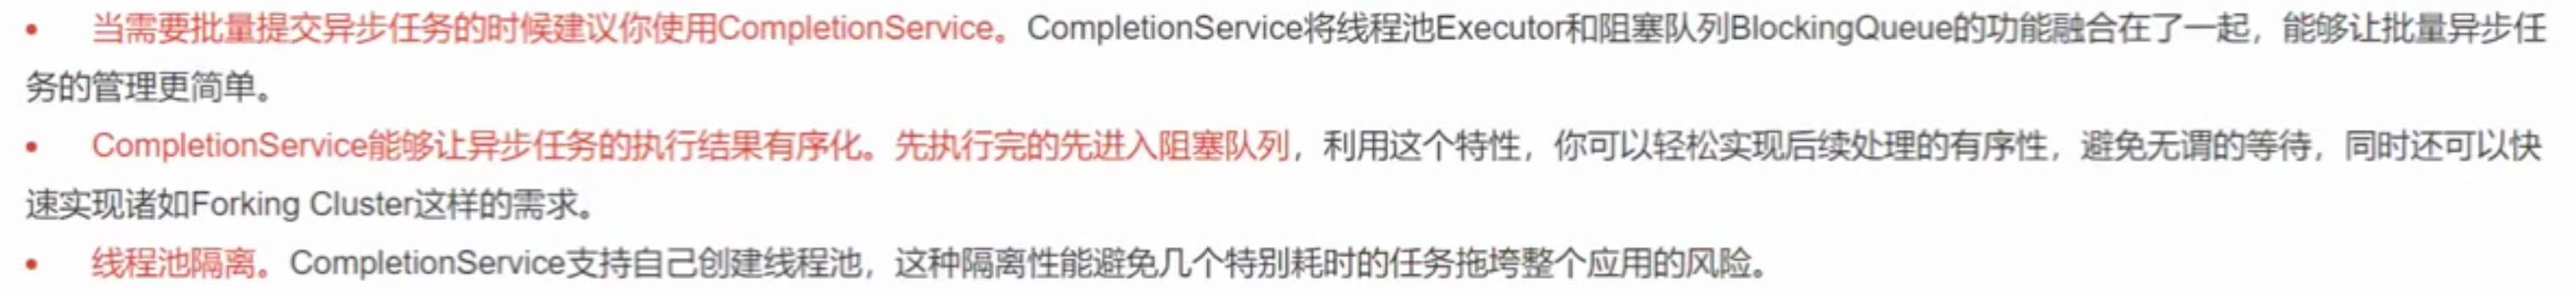 • 当需要批量提交异步任务的时候建议你使用CompletionService。CompletionService将线程池Executor和阻塞队列BlockingQueue的功能融合在了一起，能够让批量异步任
务的管理更简单。
• CompletionService能够让异步任务的执行结果有序化。先执行完的先进入阻塞队列，利用这个特性，你可以轻松实现后续处理的有序性，避免无谓的等待，同时还可以快
速实现诸如Forking Cluster这样的需求。
• 线程池隔离。CompletionService支持自己创建线程池，这种隔离性能避免几个特别耗时的任务拖垮整个应用的风险。